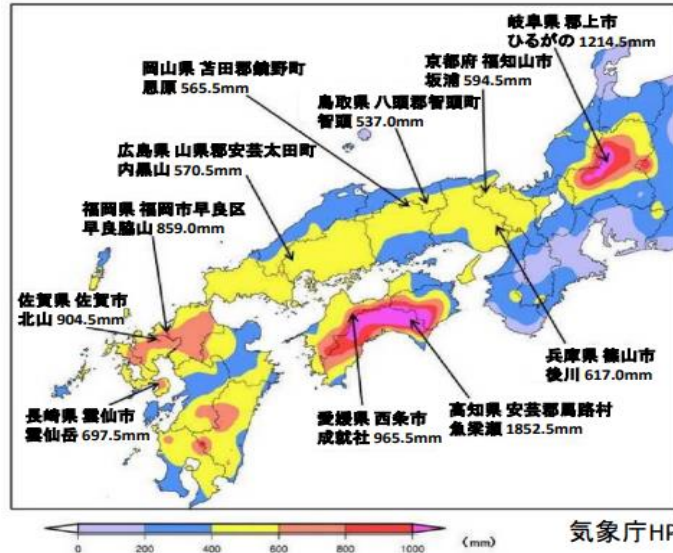 岐阜県 郡上市
ひるがの 1214.5mm
岡山県 苫田郡鏡野町
恩原 565.5mm
京都府 福知山市
坂浦 594.5mm
鳥取県 八頭郡智頭町
智頭 537.0mm
広島県 山県郡安芸太田町
内黒山 570.5mm
福岡県 福岡市早良区
早良脇山 859.0mm
佐賀県 佐賀市
北山 904.5mm
兵庫県 篠山市
後川 617.0mm
長崎県 雲仙市
雲仙岳 697.5mm
愛媛県 西条市
成就社 965.5mm
高知県 安芸郡馬路村
魚梁瀬 1852.5mm
0 200 400 600 800 1000 (mm)
気象庁HP